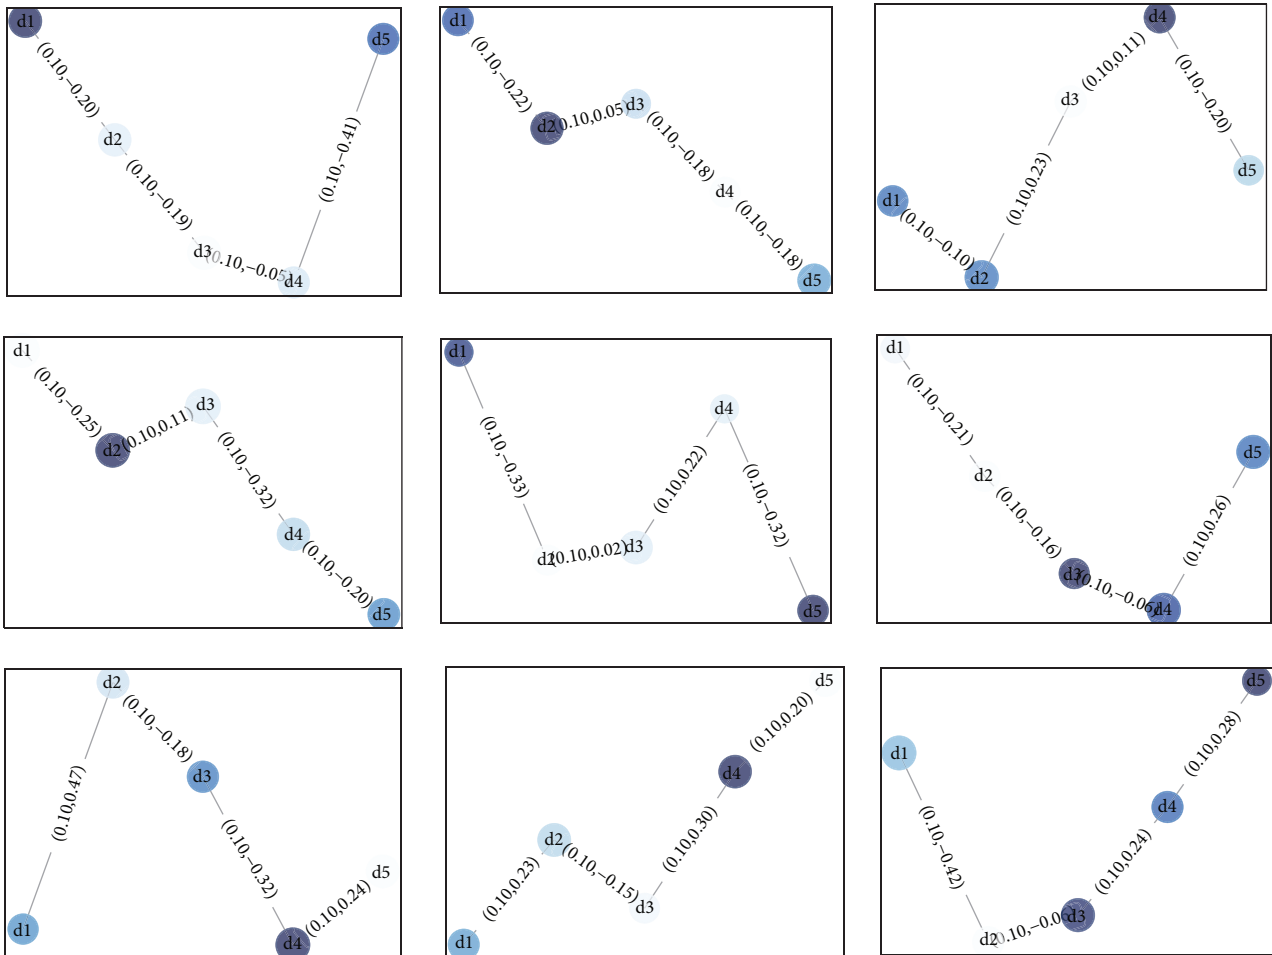 d1
(0.10,−0.20)
d2
(0.10,−0.19)
d3
0.10,−0.05
d4
(0.10,−0.41)
d5
d1
(0.10,−0.22)
d2
0.10,0.05)
d3
(0.10,−0.18)
d4
(0.10,−0.18)
d5
d1
(0.10,−0.10)
d2
(0.10,0.23)
d3
(0.10,0.11)
d4
(0.10,−0.20)
d5
d1
(0.10,−0.25)
d2
(0.10,0.11)
d3
(0.10,−0.32)
d4
(0.10,−0.20)
d5
d1
(0.10,−0.33)
d2
(0.10,0.02)
d3
(0.10,0.22)
d4
(0.10,−0.32)
d5
d1
(0.10,−0.21)
d2
(0.10,−0.16)
d3
d4
(0.10,0.26)
d5
d1
(0.10,0.47)
d2
(0.10,−0.18)
d3
(0.10,−0.32)
d4
(0.10,0.24)
d5
d1
(0.10,0.23)
d2
(0.10,−0.15)
d3
(0.10,0.30)
d4
(0.10,0.20)
d5
d1
(0.10,−0.42)
d2
d3
(0.10,0.24)
d4
(0.10,0.28)
d5